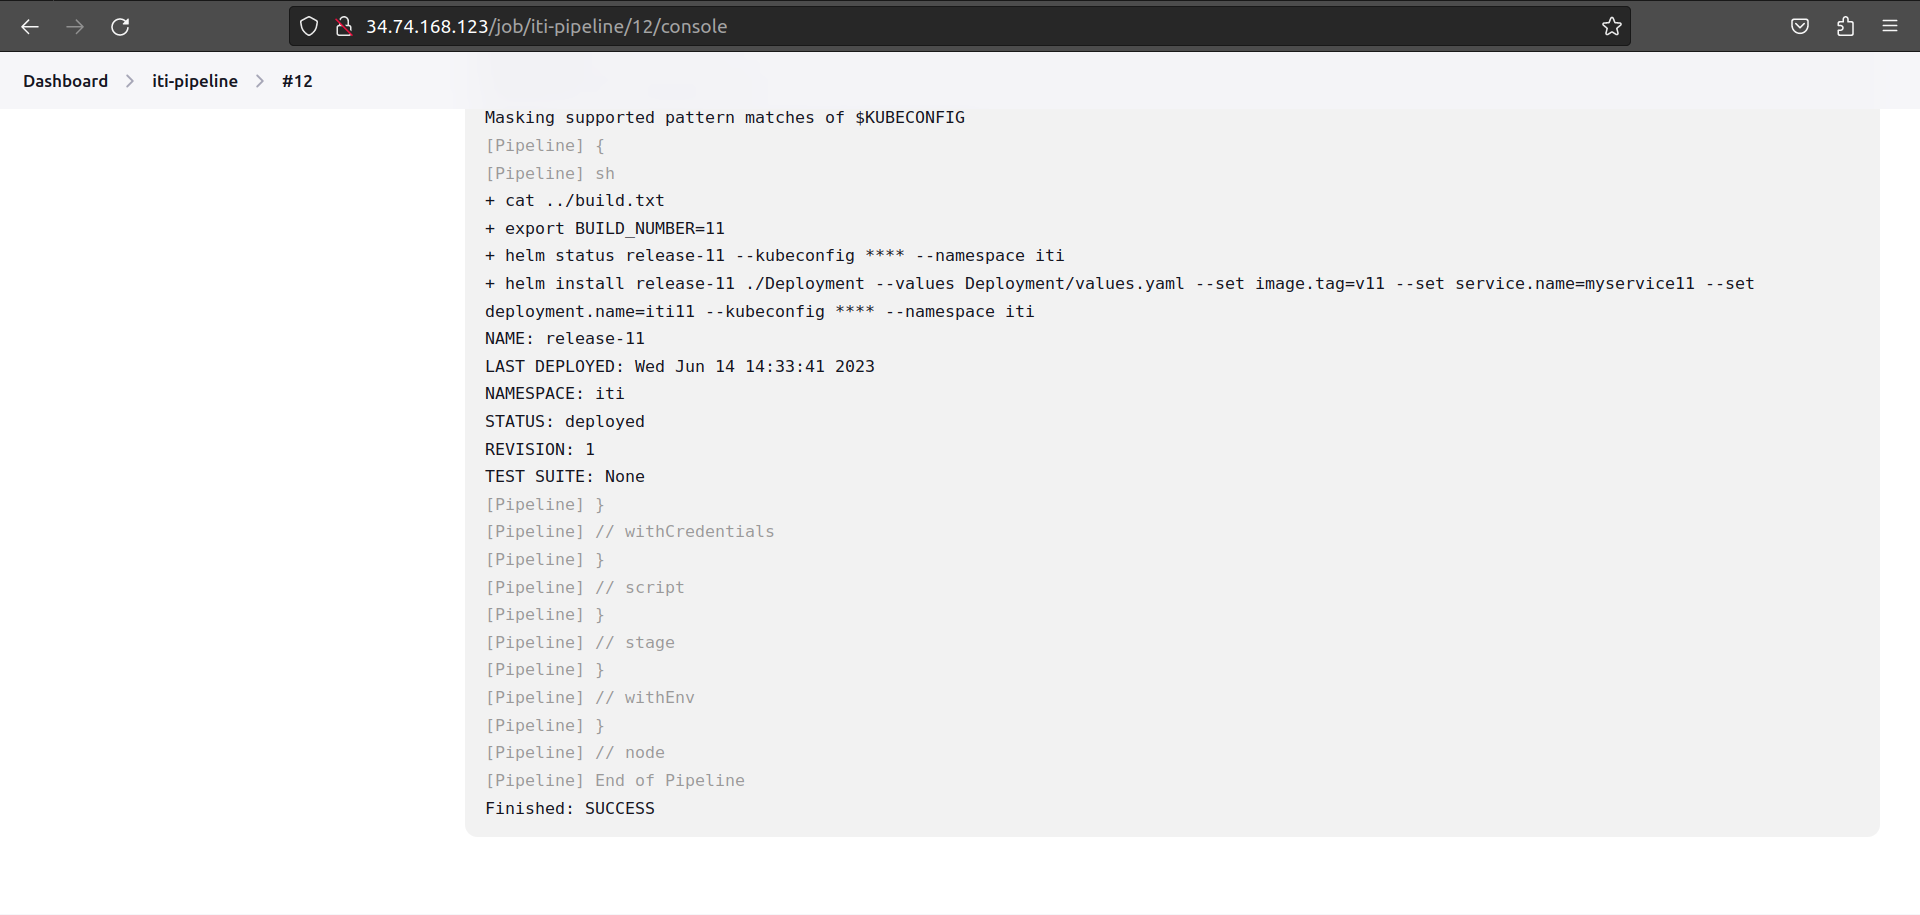 34.74.168.123/job/iti-pipeline/12/console
Dashboard > iti-pipeline > #12
Masking supported pattern matches of $KUBECONFIG
[Pipeline] {
[Pipeline] sh
+ cat ../build.txt
+ export BUILD_NUMBER=11
+ helm status release-11 --kubeconfig **** --namespace iti
+ helm install release-11 ./Deployment --values Deployment/values.yaml --set image.tag=v11 --set service.name=myservice11 --set
deployment.name=iti11 --kubeconfig **** --namespace iti
NAME: release-11
LAST DEPLOYED: Wed Jun 14 14:33:41 2023
NAMESPACE: iti
STATUS: deployed
REVISION: 1
TEST SUITE: None
[Pipeline] }
[Pipeline] // withCredentials
[Pipeline] }
[Pipeline] // script
[Pipeline] }
[Pipeline] // stage
[Pipeline] }
[Pipeline] // withEnv
[Pipeline] }
[Pipeline] // node
[Pipeline] End of Pipeline
Finished: SUCCESS